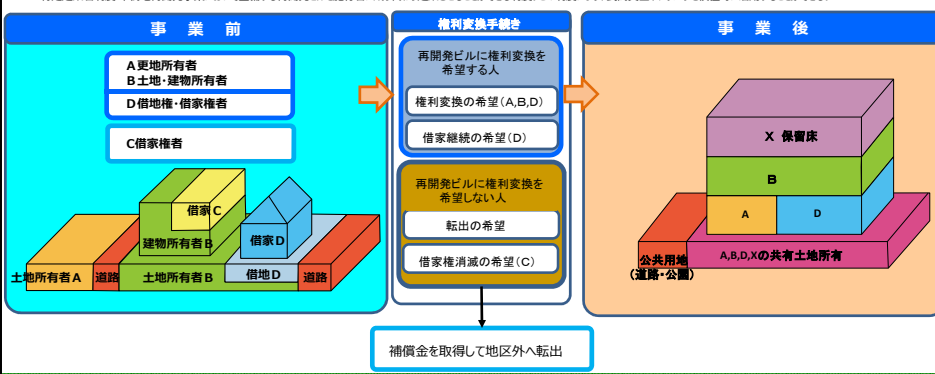 事 業 前
権利変換手続き
事 業 後
A更地所有者
B土地・建物所有者
D借地権・借家権者
C借家権者
再開発ビルに権利変換を
希望する人
権利変換の希望(A,B,D)
借家継続の希望(D)
再開発ビルに権利変換を
希望しない人
転出の希望
借家権消滅の希望(C)
借家C
建物所有者B
借家D
土地所有者A
道路
土地所有者B
借地D
道路
X 保留床
B
A
D
公共用地
(道路・公園)
A,B,D,Xの共有土地所有
補償金を取得して地区外へ転出